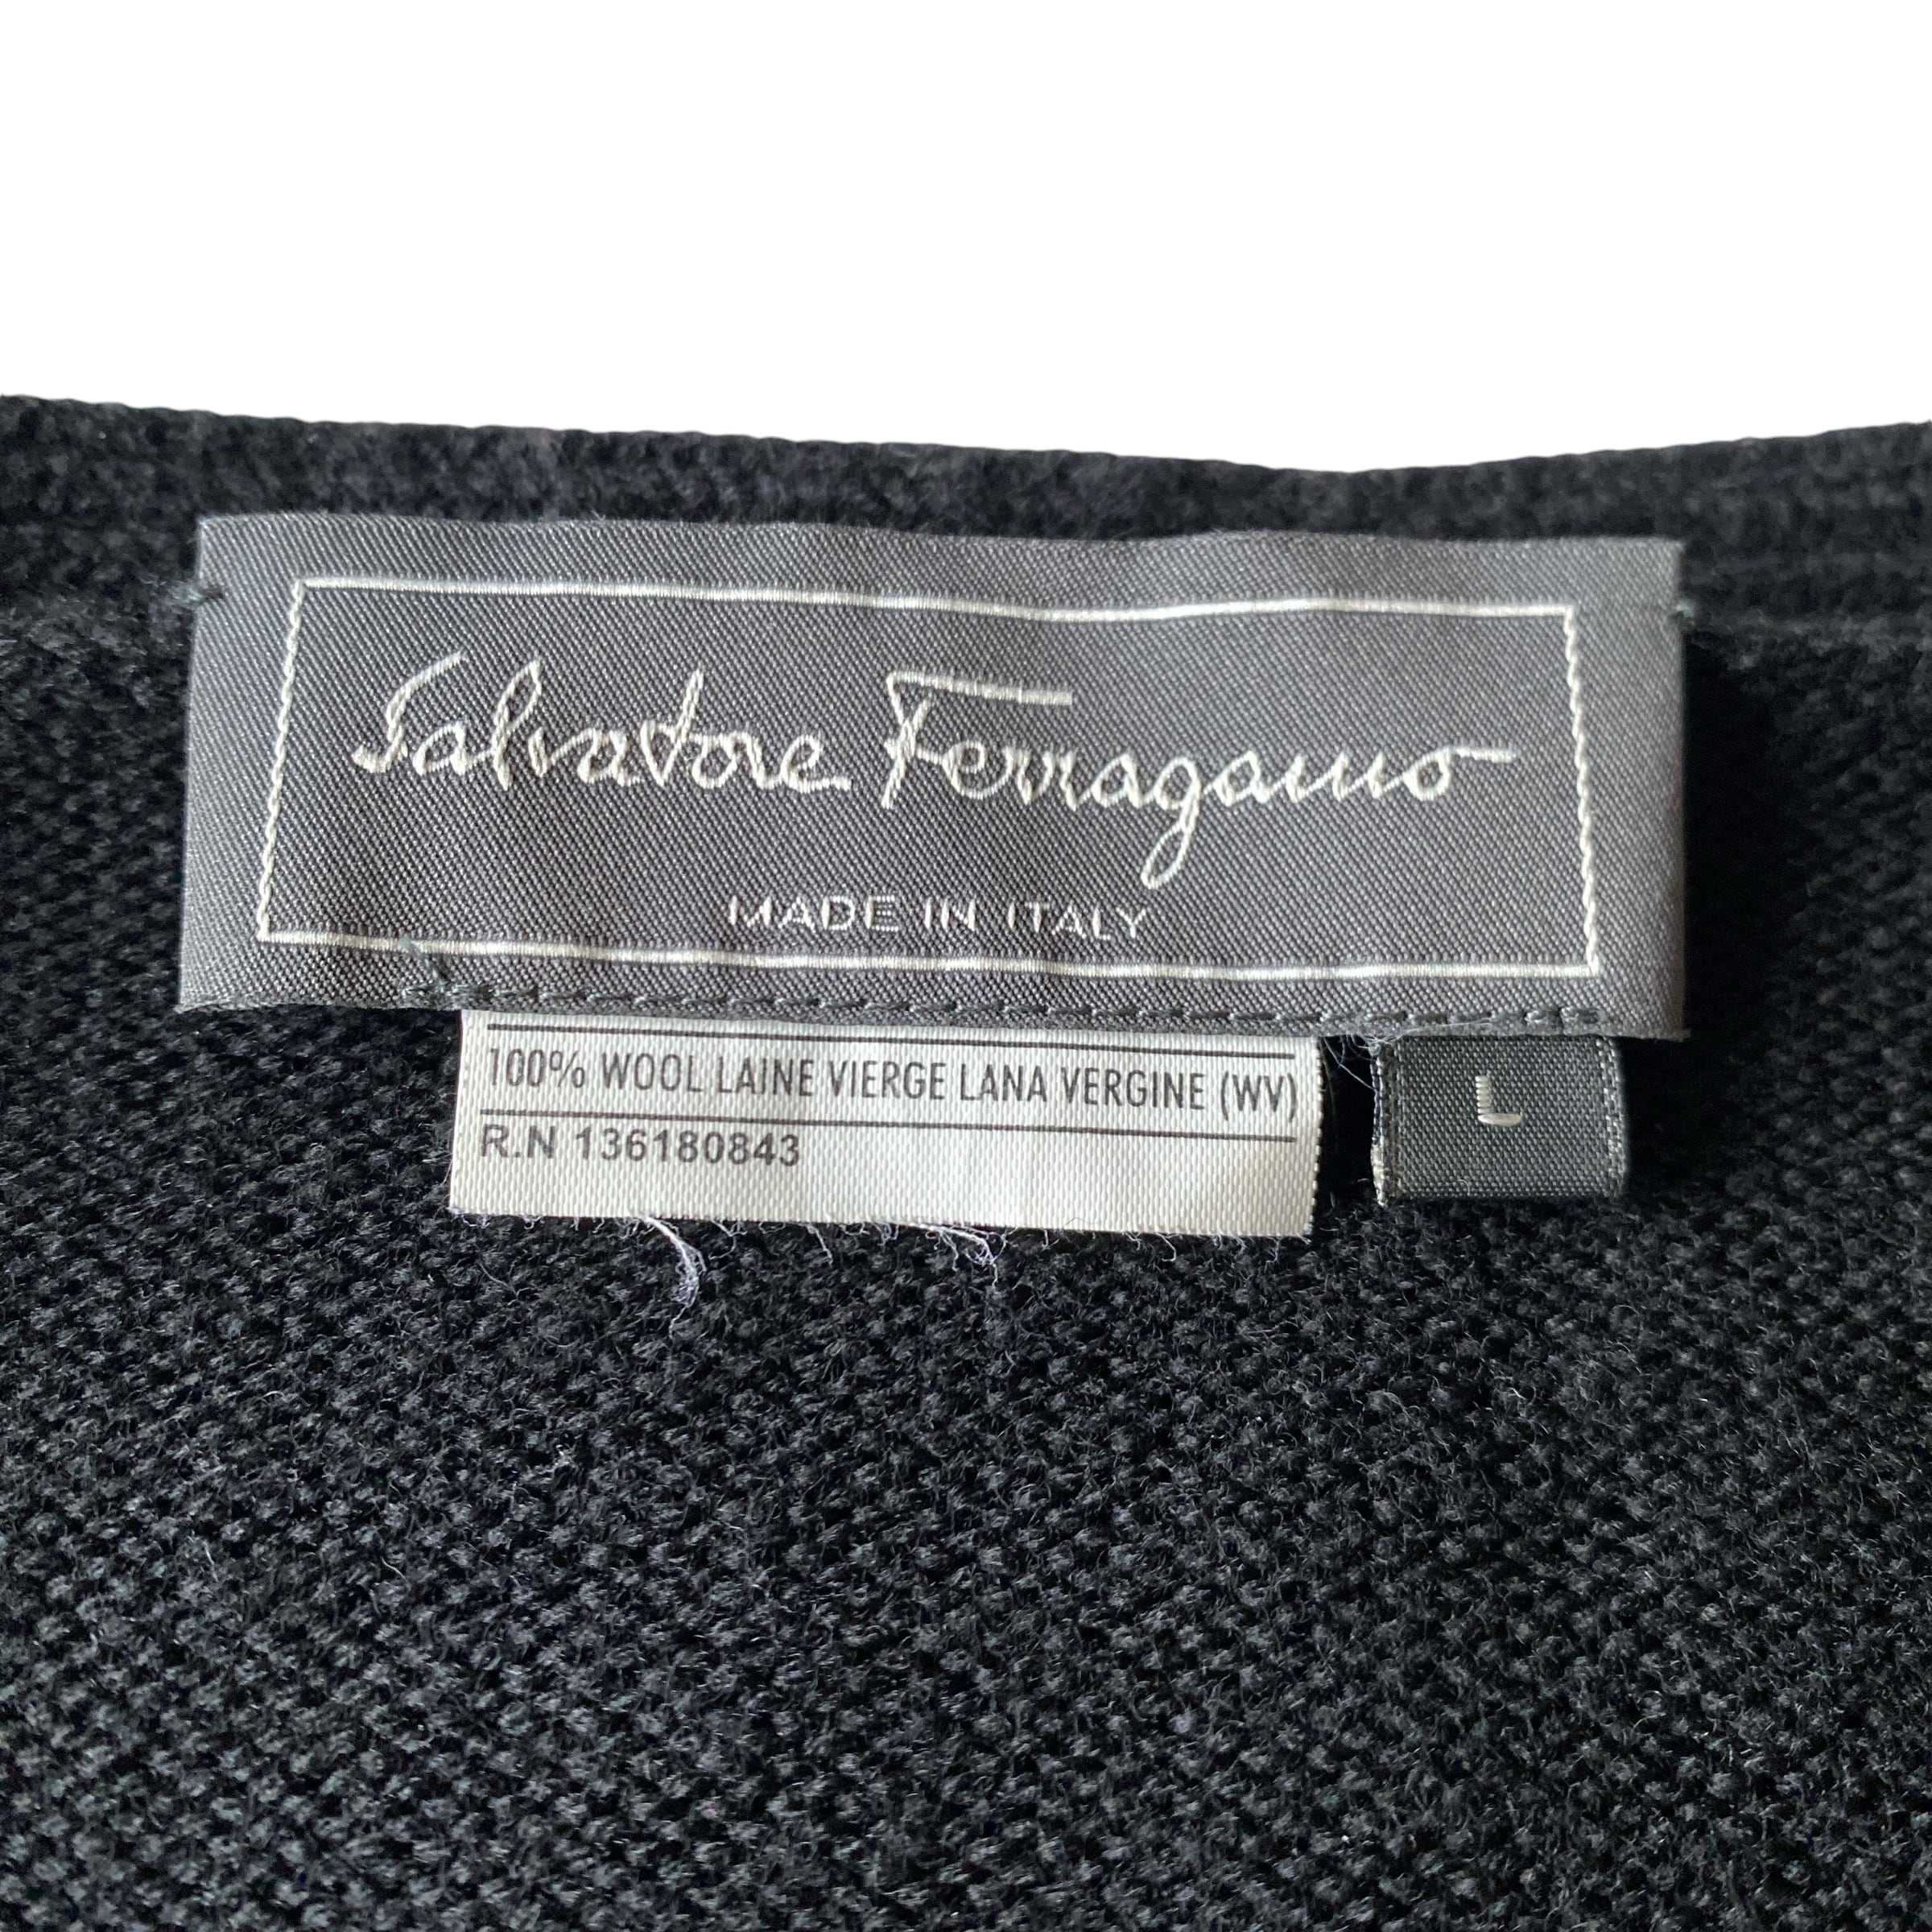 Salvatore Ferragamo
MADE IN ITALY
100% WOOL LAINE VIERGE LANA VERGINE (WV)
R.N 136180843
L